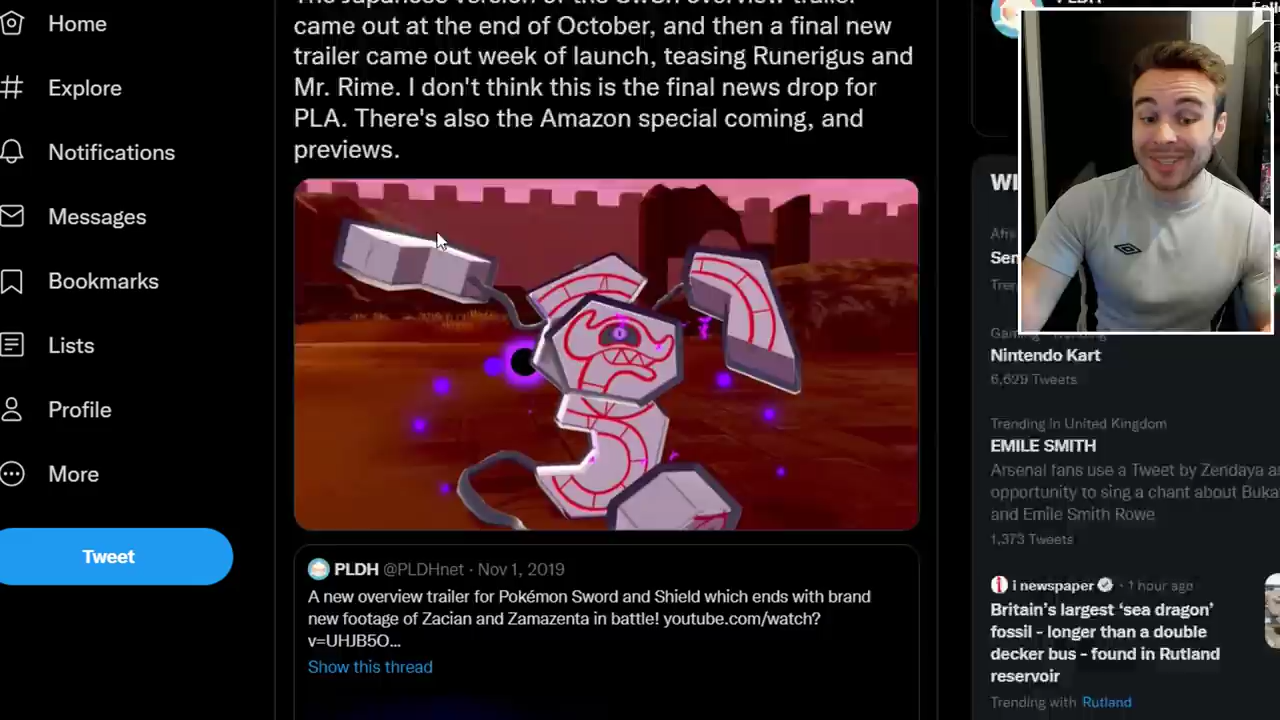 Home
Explore
Notifications
Messages
Bookmarks
Lists
Profile
More
Tweet
came out at the end of October, and then a final new
trailer came out week of launch, teasing Runerigus and
Mr. Rime. I don't think this is the final news drop for
PLA. There's also the Amazon special coming, and
previews.
PLDH @PLDHnet · Nov 1, 2019
A new overview trailer for Pokémon Sword and Shield which ends with brand
new footage of Zacian and Zamazenta in battle! youtube.com/watch?
v=UHJB5O...
Show this thread
Nintendo Kart
6,629 Tweets
Trending in United Kingdom
EMILE SMITH
Arsenal fans use a Tweet by Zendaya as
opportunity to sing a chant about Buka
and Emile Smith Rowe
1,373 Tweets
i newspaper · 1 hour ago
Britain's largest 'sea dragon'
fossil - longer than a double
decker bus - found in Rutland
reservoir
Trending with Rutland